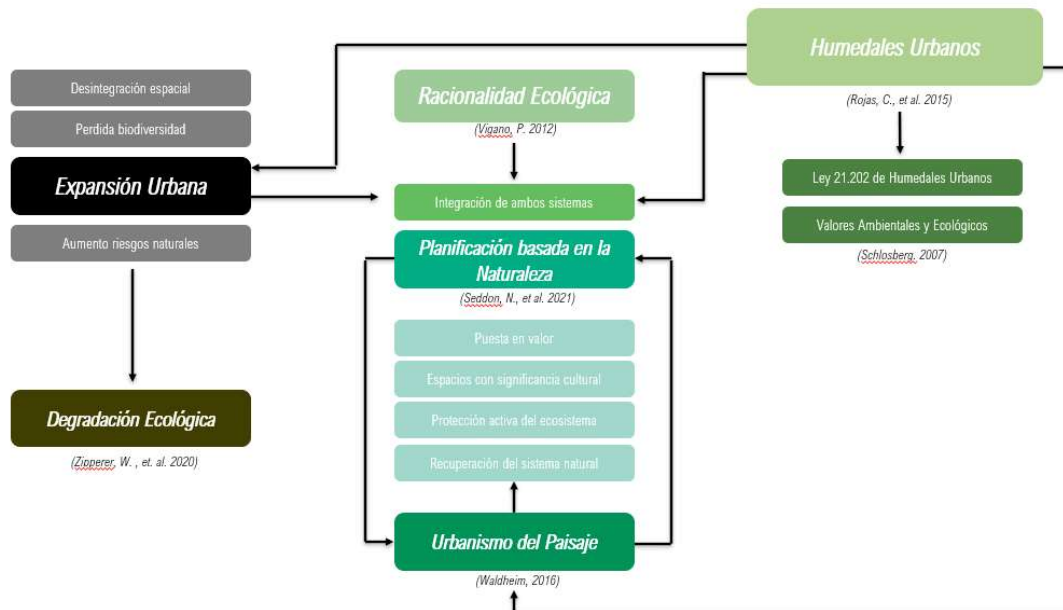 Humedales Urbanos
(Rojas, C., et al. 2015)
Ley 21.202 de Humedales Urbanos
Valores Ambientales y Ecológicos
(Schlosberg, 2007)
Desintegración espacial
Perdida biodiversidad
Expansión Urbana
Aumento riesgos naturales
Degradación Ecológica
(Zipperer, W. , et. al. 2020)
Racionalidad Ecológica
(Vigano, P. 2012)
Integración de ambos sistemas
Planificación basada en la
Naturaleza
(Seddon, N., et al. 2021)
Puesta en valor
Espacios con significancia cultural
Protección activa del ecosistema
Recuperación del sistema natural
Urbanismo del Paisaje
(Waldheim, 2016)